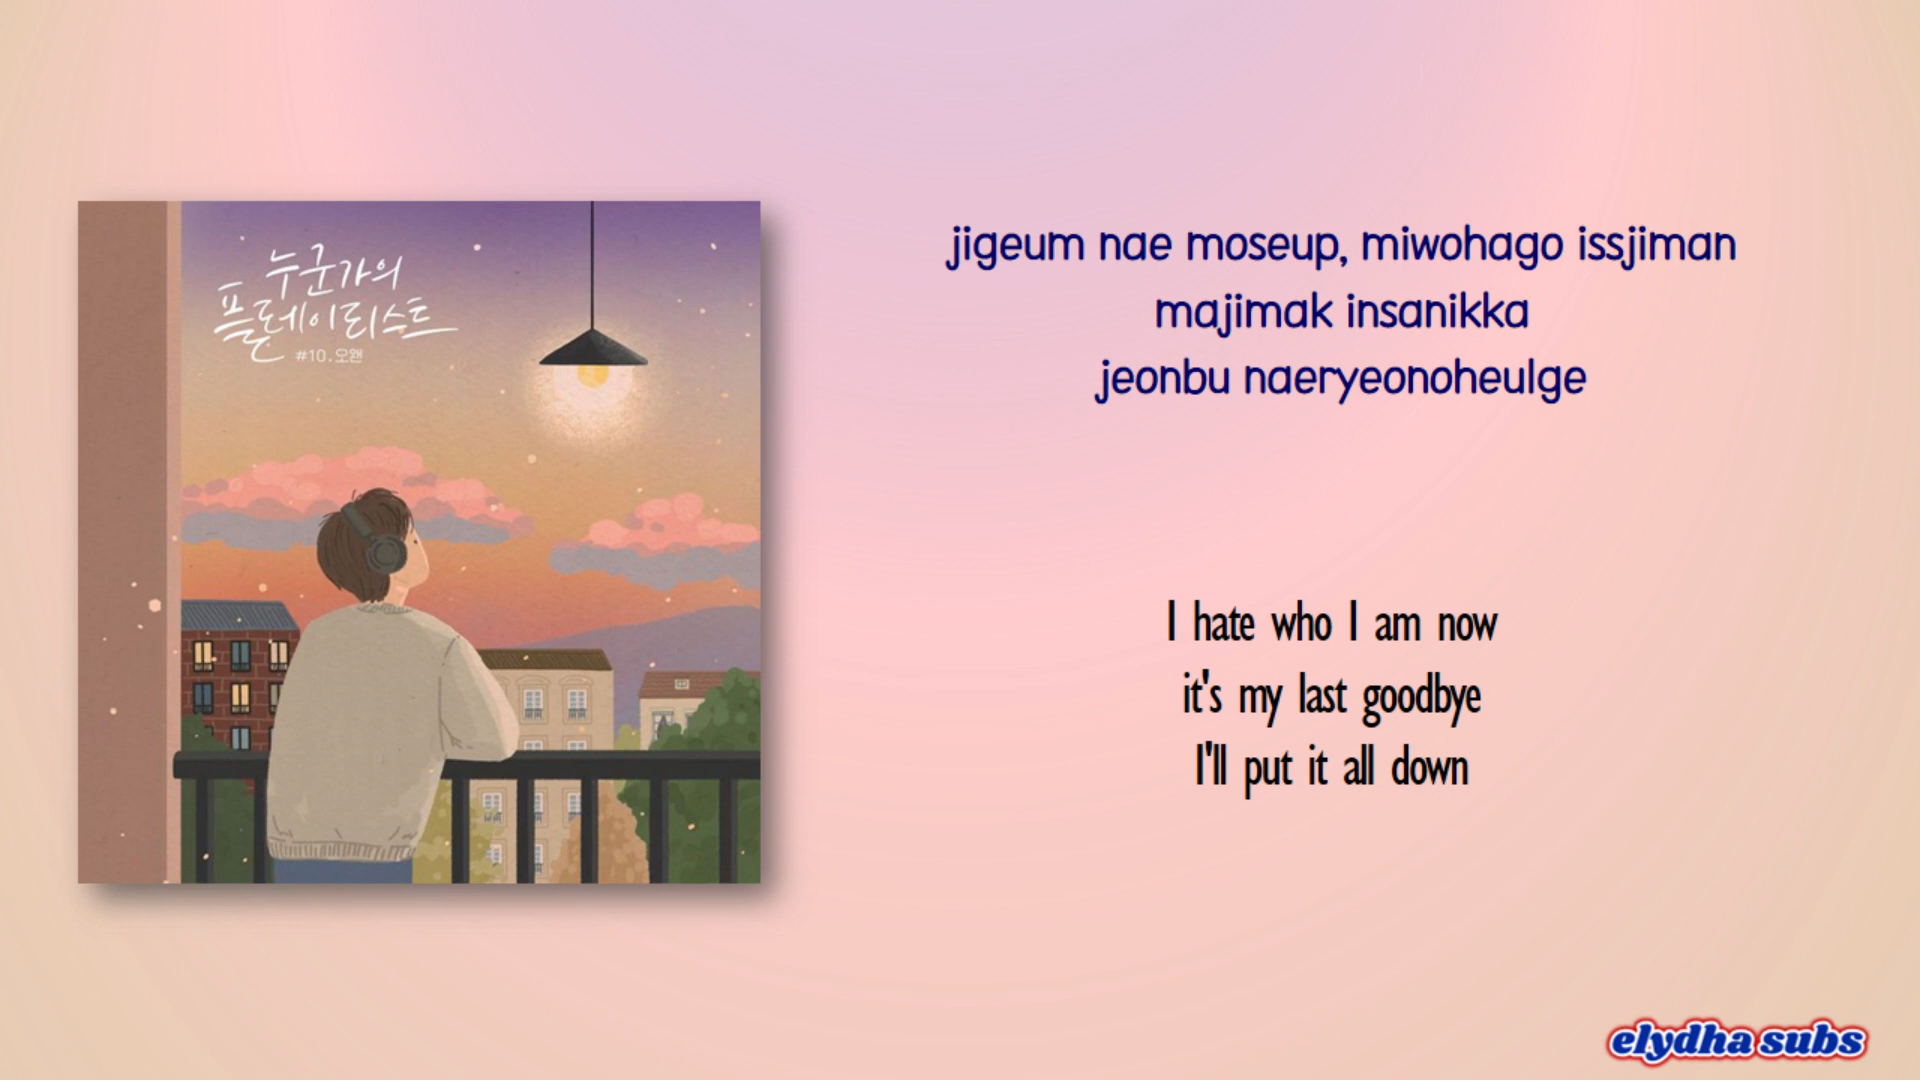 누군가의
플레이리스트
#10.오왠
jigeum nae moseup, miwohago issjiman
majimak insanikka
jeonbu naeryeonoheulge
I hate who I am now
it's my last goodbye
I'll put it all down
elydha subs